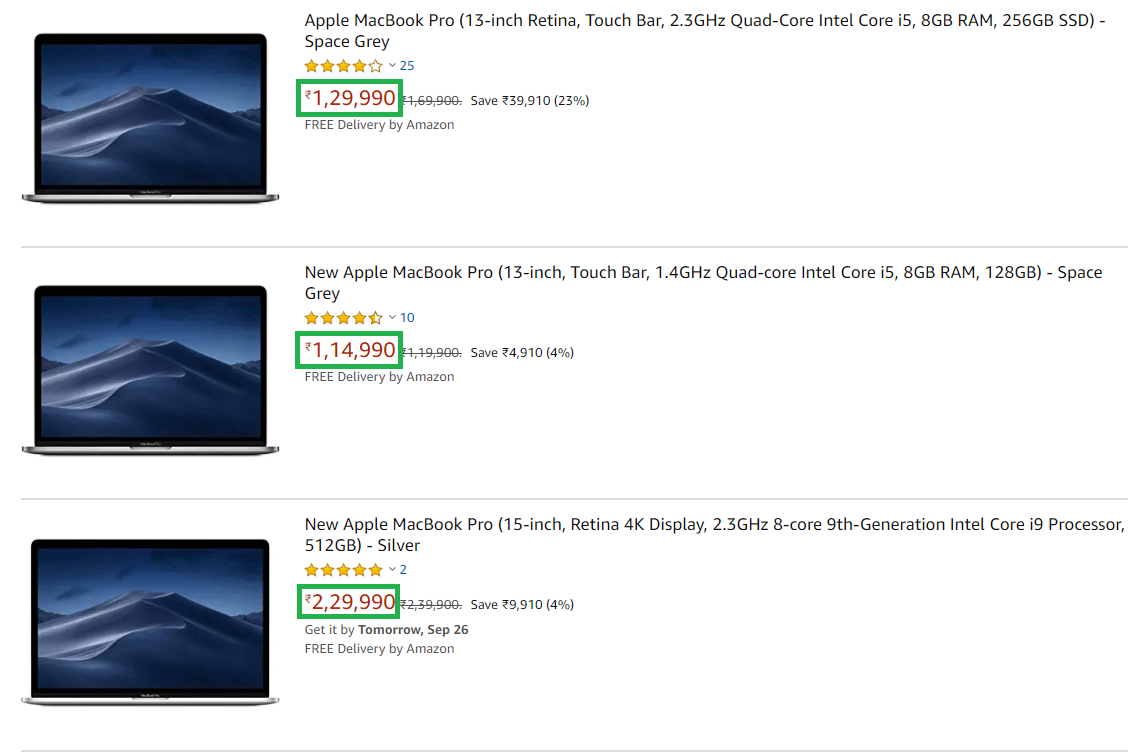 Apple MacBook Pro (13-inch Retina, Touch Bar, 2.3GHz Quad-Core Intel Core i5, 8GB RAM, 256GB SSD) -
Space Grey
25
₹1,29,990 ₹1,69,900. Save ₹39,910 (23%)
FREE Delivery by Amazon
New Apple MacBook Pro (13-inch, Touch Bar, 1.4GHz Quad-core Intel Core i5, 8GB RAM, 128GB) - Space
Grey
10
₹1,14,990 ₹1,19,900. Save ₹4,910 (4%)
FREE Delivery by Amazon
New Apple MacBook Pro (15-inch, Retina 4K Display, 2.3GHz 8-core 9th-Generation Intel Core i9 Processor,
512GB) - Silver
2
₹2,29,990 ₹2,39,900. Save ₹9,910 (4%)
Get it by Tomorrow, Sep 26
FREE Delivery by Amazon